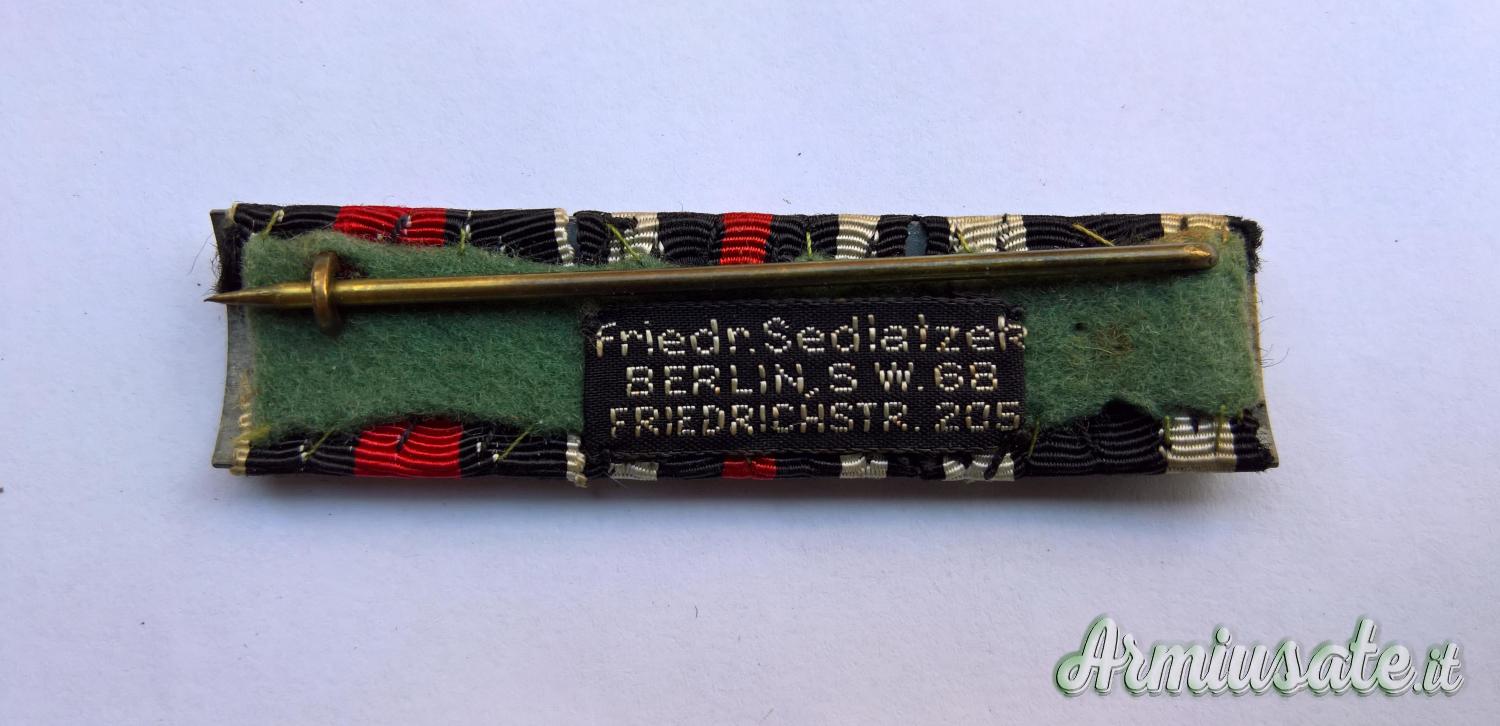 Friedr. Sedlatzek
BERLIN, S W. 68
FRIEDRICHSTR. 205
Armiusate.it